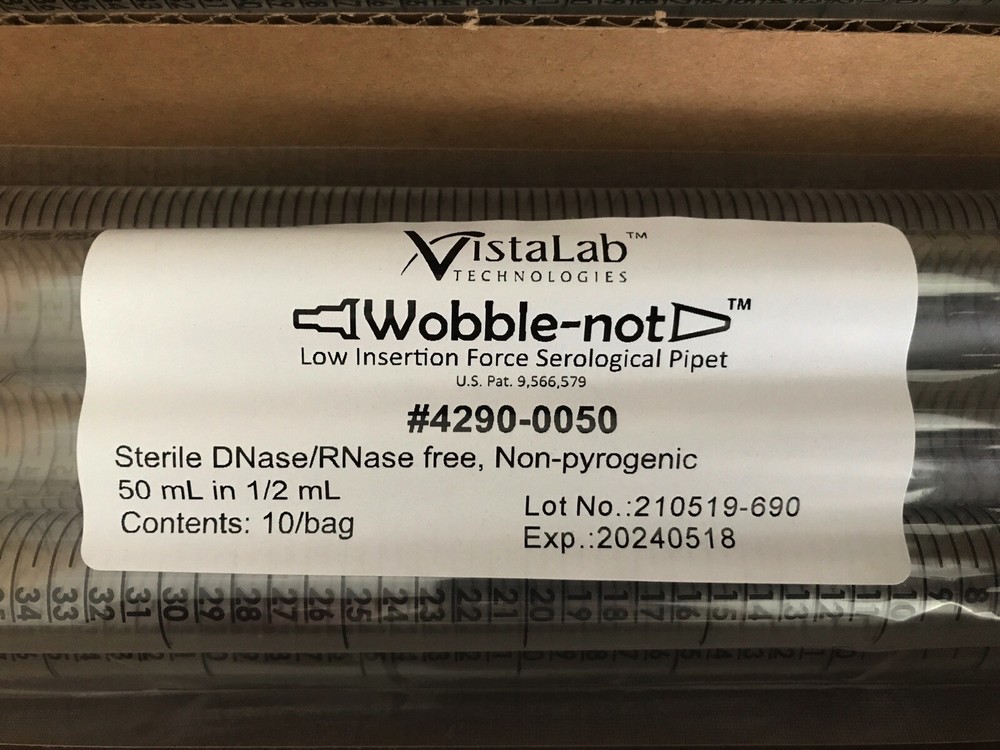 VistaLab™
TECHNOLOGIES
Wobble-not™
Low Insertion Force Serological Pipet
U.S. Pat. 9,566,579
#4290-0050
Sterile DNase/RNase free, Non-pyrogenic
50 mL in 1/2 mL
Contents: 10/bag
Lot No.:210519-690
Exp.:20240518
34 33 32 31 30 29 28 27 26 25 24 23 22 21 20 19 18 17 16 15 14 13 12 11 10 9 8